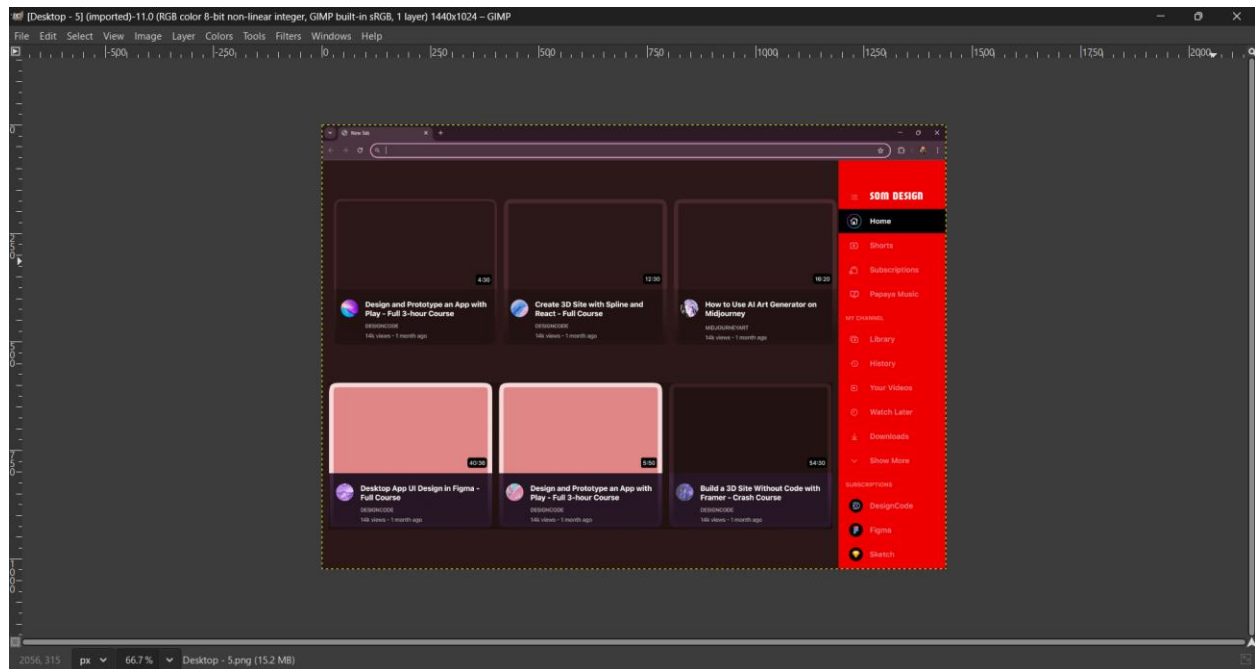 [Desktop - 5] (imported)-11.0 (RGB color 8-bit non-linear integer, GIMP built-in sRGB, 1 layer) 1440x1024 – GIMP
File Edit Select View Image Layer Colors Tools Filters Windows Help
-500 -250 0 250 500 750 1000 1250 1500 1750 2000
0
250
500
750
1000
New Tab
SOM DESIGN
Home
Shorts
Subscriptions
Papaya Music
MY CHANNEL
Library
History
Your Videos
Watch Later
Downloads
Show More
SUBSCRIPTIONS
DesignCode
Figma
Sketch
4:30
Design and Prototype an App with
Play - Full 3-hour Course
DESIGNCODE
14k views • 1 month ago
12:30
Create 3D Site with Spline and
React - Full Course
DESIGNCODE
14k views • 1 month ago
16:20
How to Use AI Art Generator on
Midjourney
MIDJOURNEYART
14k views • 1 month ago
40:36
Desktop App UI Design in Figma -
Full Course
DESIGNCODE
14k views • 1 month ago
5:50
Design and Prototype an App with
Play - Full 3-hour Course
DESIGNCODE
14k views • 1 month ago
54:20
Build a 3D Site Without Code with
Framer - Crash Course
DESIGNCODE
14k views • 1 month ago
2056, 315 px 66.7 % Desktop - 5.png (15.2 MB)